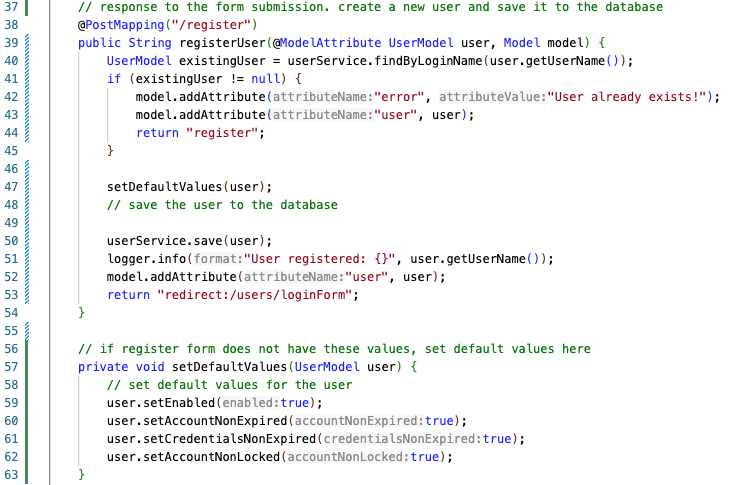 37 // response to the form submission. create a new user and save it to the database
38 @PostMapping("/register")
39 public String registerUser(@ModelAttribute UserModel user, Model model) {
40 UserModel existingUser = userService.findByLoginName(user.getUserName());
41 if (existingUser != null) {
42 model.addAttribute(attributeName:"error", attributeValue:"User already exists!");
43 model.addAttribute(attributeName:"user", user);
44 return "register";
45 }
46
47 setDefaultValues(user);
48 // save the user to the database
49
50 userService.save(user);
51 logger.info(format:"User registered: {}", user.getUserName());
52 model.addAttribute(attributeName:"user", user);
53 return "redirect:/users/loginForm";
54 }
55
56 // if register form does not have these values, set default values here
57 private void setDefaultValues(UserModel user) {
58 // set default values for the user
59 user.setEnabled(enabled:true);
60 user.setAccountNonExpired(accountNonExpired:true);
61 user.setCredentialsNonExpired(credentialsNonExpired:true);
62 user.setAccountNonLocked(accountNonLocked:true);
63 }